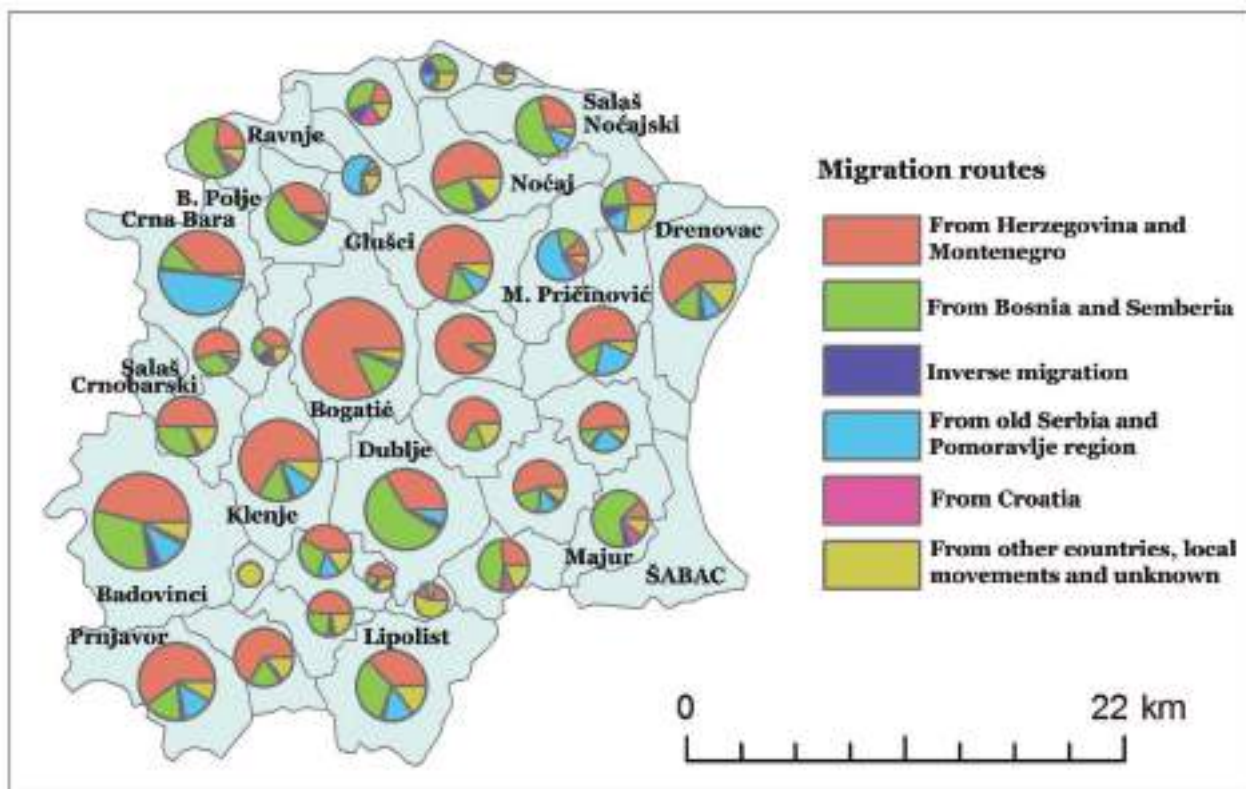 Salaš
Noćajski
Ravnje
Noćaj
B. Polje
Crna Bara
Glušci
Drenovac
M. Pričinović
Salaš
Crnobarski
Bogatić
Dublje
Klenje
Majur
ŠABAC
Badovinci
Prnjavor
Lipolist
Migration routes
From Herzegovina and
Montenegro
From Bosnia and Semberia
Inverse migration
From old Serbia and
Pomoravlje region
From Croatia
From other countries, local
movements and unknown
0 22 km